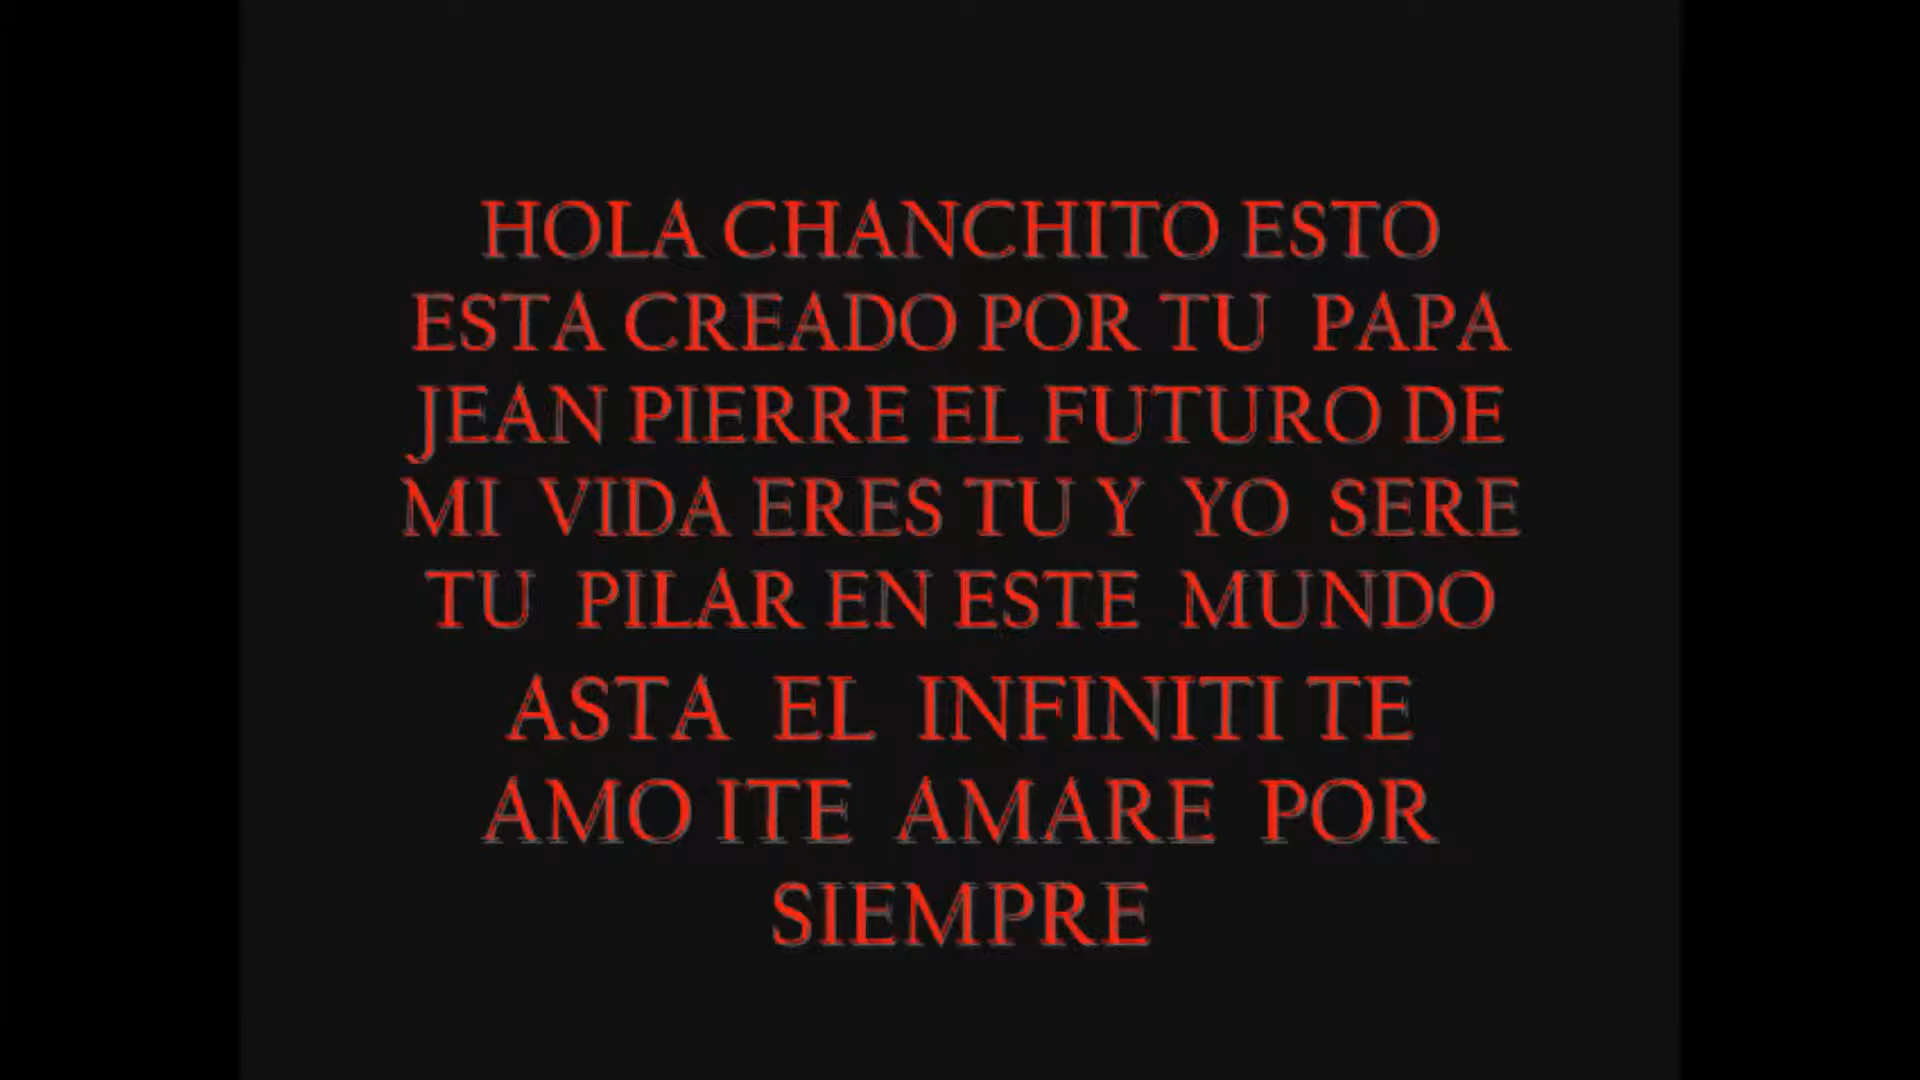 HOLA CHANCHITO ESTO
ESTA CREADO POR TU PAPA
JEAN PIERRE EL FUTURO DE
MI VIDA ERES TU Y YO SERE
TU PILAR EN ESTE MUNDO
ASTA EL INFINITI TE
AMO ITE AMARE POR
SIEMPRE